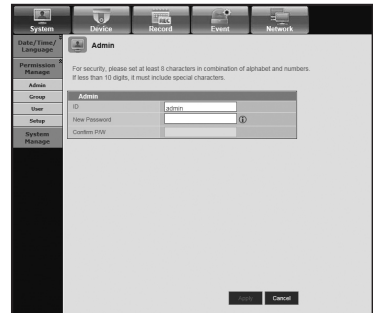 System Device Record Event Network
REC
Date/Time/
Language
Permission
Manage
Admin
Group
User
Setup
System
Manage
Admin
For security, please set at least 8 characters in combination of alphabet and numbers.
If less than 10 digits, it must include special characters.
Admin
ID admin
New Password
Confirm P/W
Apply Cancel